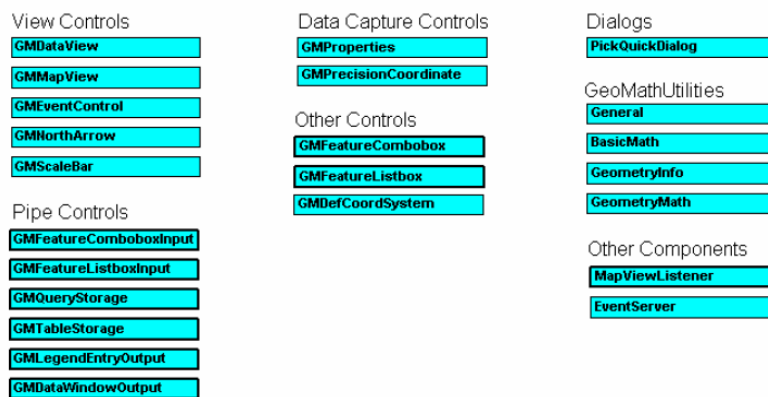 View Controls
GMDataView
GMMapView
GMEventControl
GMNorthArrow
GMScaleBar
Pipe Controls
GMFeatureComboboxInput
GMFeatureListboxInput
GMQueryStorage
GMTableStorage
GMLegendEntryOutput
GMDataWindowOutput
Data Capture Controls
GMProperties
GMPrecisionCoordinate
Other Controls
GMFeatureCombobox
GMFeatureListbox
GMDefCoordSystem
Dialogs
PickQuickDialog
GeoMathUtilities
General
BasicMath
GeometryInfo
GeometryMath
Other Components
MapViewListener
EventServer